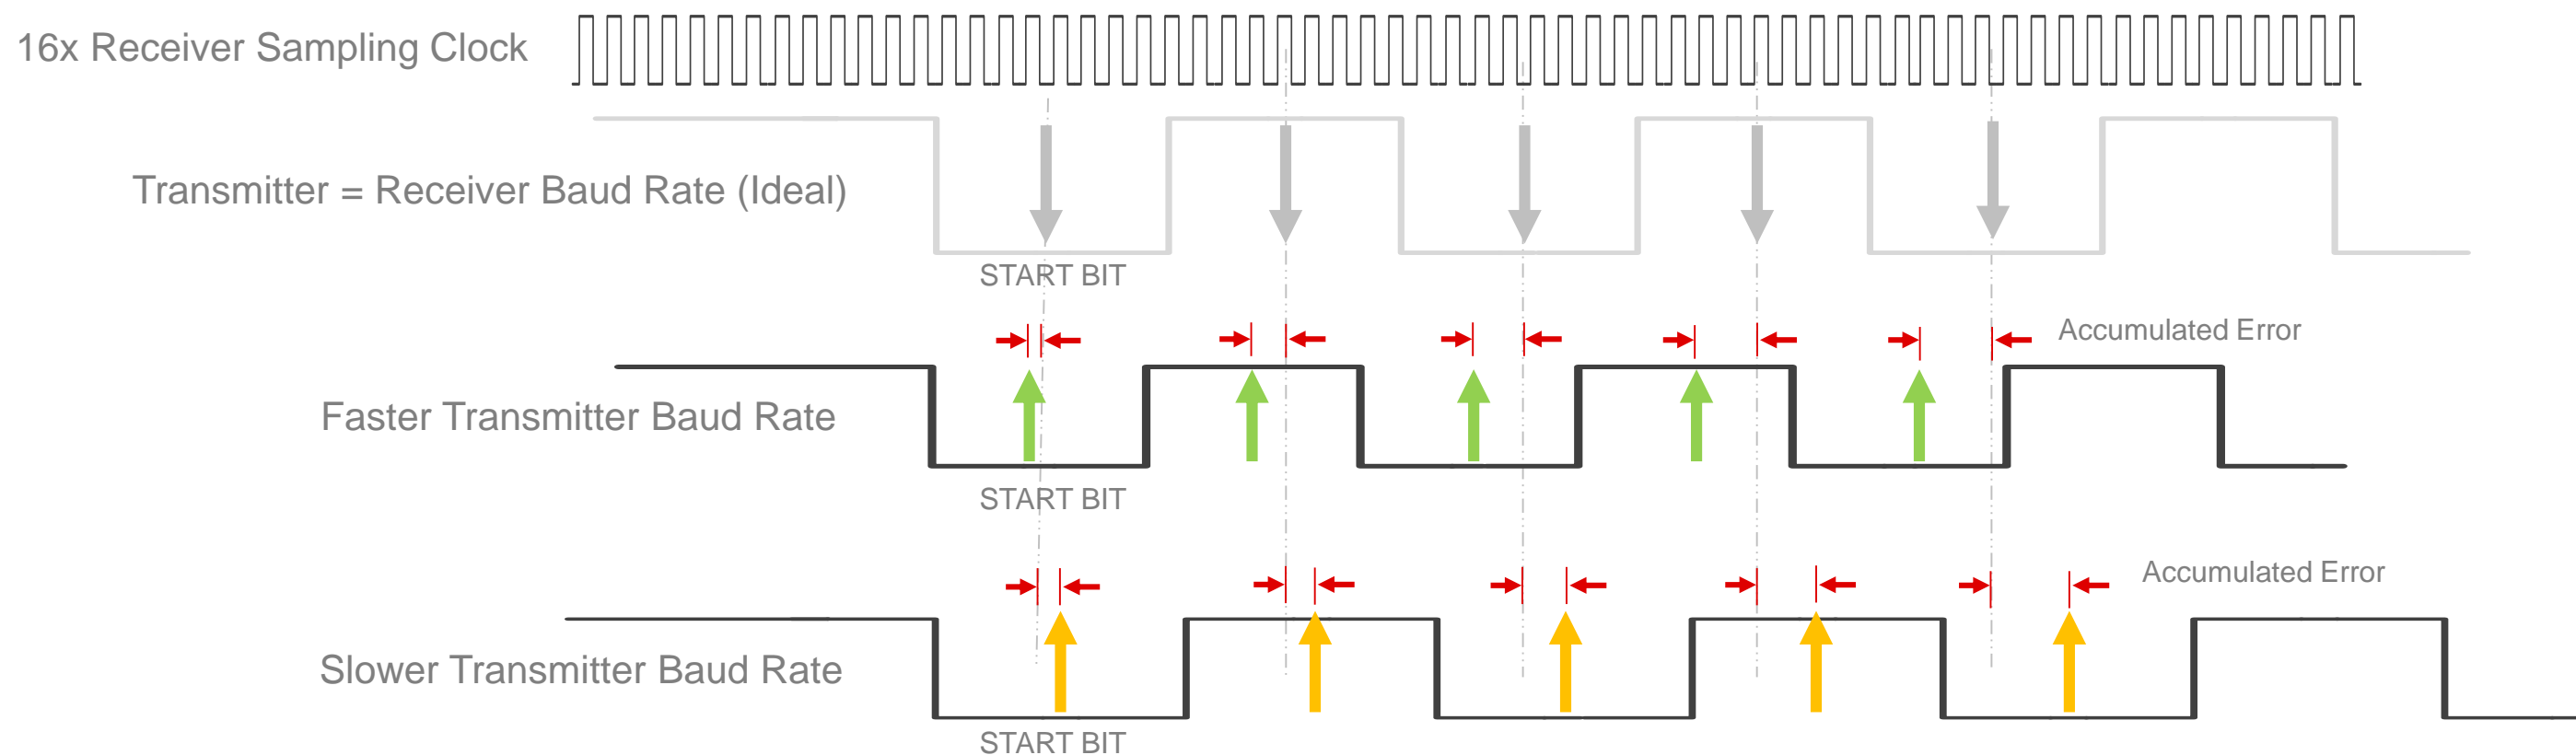 16x Receiver Sampling Clock
Transmitter = Receiver Baud Rate (Ideal)
START BIT
Accumulated Error
Faster Transmitter Baud Rate
START BIT
Accumulated Error
Slower Transmitter Baud Rate
START BIT